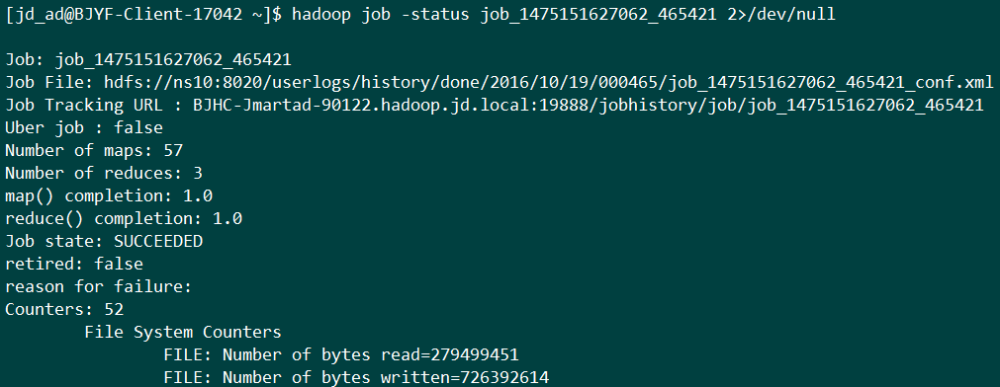 [jd_ad@BJYF-Client-17042 ~]$ hadoop job -status job_1475151627062_465421 2>/dev/null
Job: job_1475151627062_465421
Job File: hdfs://ns10:8020/userlogs/history/done/2016/10/19/000465/job_1475151627062_465421_conf.xml
Job Tracking URL : BJHC-Jmartad-90122.hadoop.jd.local:19888/jobhistory/job/job_1475151627062_465421
Uber job : false
Number of maps: 57
Number of reduces: 3
map() completion: 1.0
reduce() completion: 1.0
Job state: SUCCEEDED
retired: false
reason for failure:
Counters: 52
File System Counters
FILE: Number of bytes read=279499451
FILE: Number of bytes written=726392614